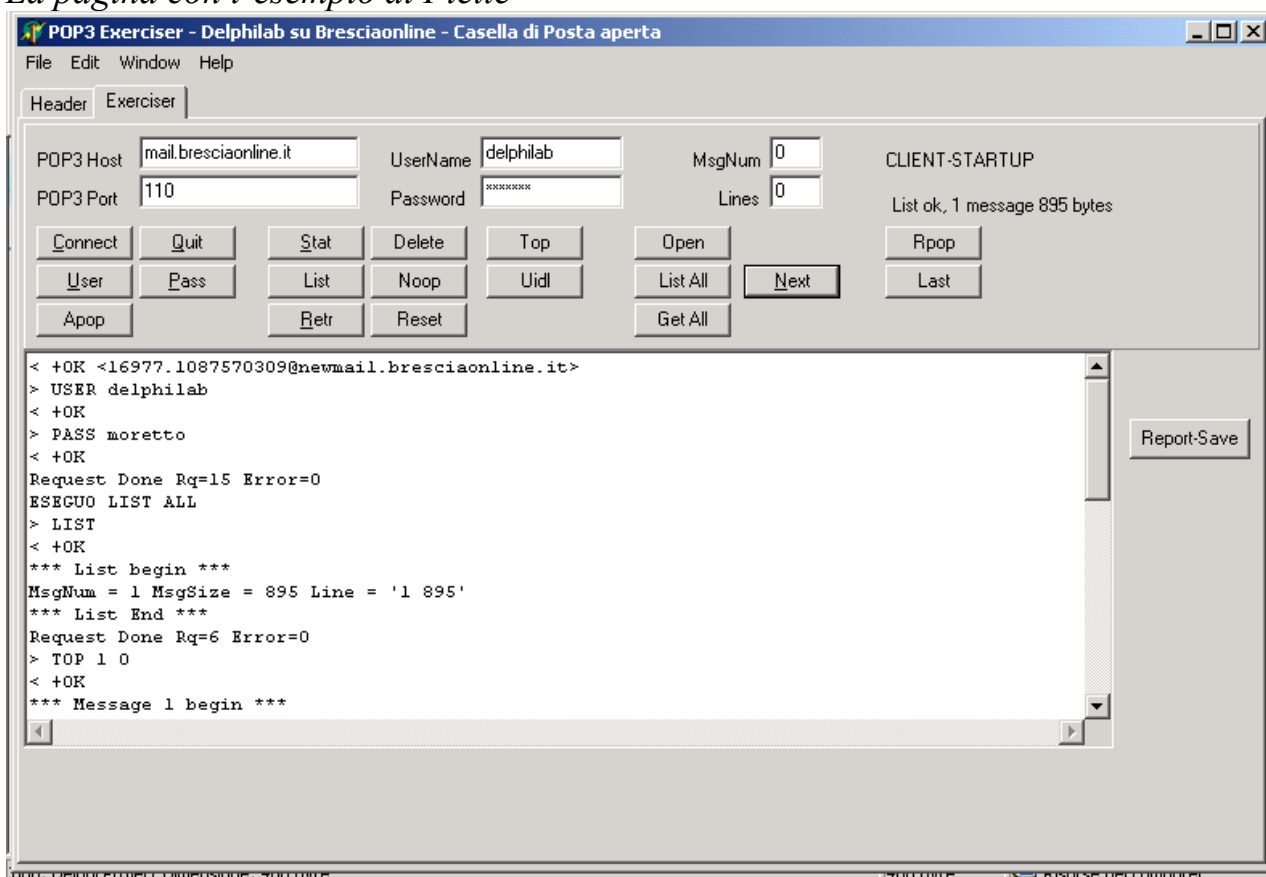 La pagina con l'esempio di Piette
POP3 Exerciser - Delphilab su Bresciaonline - Casella di Posta aperta
File Edit Window Help
Header Exerciser
POP3 Host mail.bresciaonline.it UserName delphilab MsgNum 0 CLIENT-STARTUP
POP3 Port 110 Password ******* Lines 0 List ok, 1 message 895 bytes
Connect Quit Stat Delete Top Open Rpop
User Pass List Noop Uidl List All Next Last
Apop Retr Reset Get All
< +OK <16977.1087570309@newmail.bresciaonline.it>
> USER delphilab
< +OK
> PASS moretto
< +OK
Request Done Rq=15 Error=0
ESEGUO LIST ALL
> LIST
< +OK
*** List begin ***
MsgNum = 1 MsgSize = 895 Line = '1 895'
*** List End ***
Request Done Rq=6 Error=0
> TOP 1 0
< +OK
*** Message 1 begin ***
Report-Save